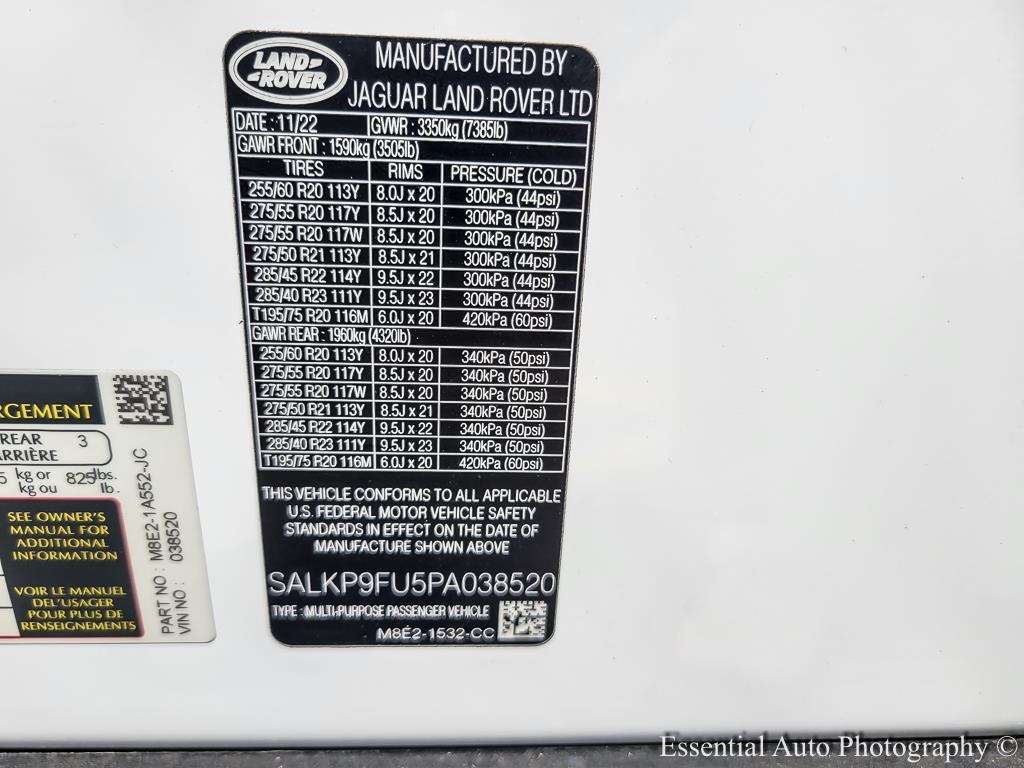 LAND
ROVER
MANUFACTURED BY
JAGUAR LAND ROVER LTD
DATE : 11/22 GVWR : 3350kg (7385lb)
GAWR FRONT : 1590kg (3505lb)
TIRES RIMS PRESSURE (COLD)
255/60 R20 113Y 8.0J x 20 300kPa (44psi)
275/55 R20 117Y 8.5J x 20 300kPa (44psi)
275/55 R20 117W 8.5J x 20 300kPa (44psi)
275/50 R21 113Y 8.5J x 21 300kPa (44psi)
285/45 R22 114Y 9.5J x 22 300kPa (44psi)
285/40 R23 111Y 9.5J x 23 300kPa (44psi)
T195/75 R20 116M 6.0J x 20 420kPa (60psi)
GAWR REAR : 1960kg (4320lb)
255/60 R20 113Y 8.0J x 20 340kPa (50psi)
275/55 R20 117Y 8.5J x 20 340kPa (50psi)
275/55 R20 117W 8.5J x 20 340kPa (50psi)
275/50 R21 113Y 8.5J x 21 340kPa (50psi)
285/45 R22 114Y 9.5J x 22 340kPa (50psi)
285/40 R23 111Y 9.5J x 23 340kPa (50psi)
T195/75 R20 116M 6.0J x 20 420kPa (60psi)
THIS VEHICLE CONFORMS TO ALL APPLICABLE
U.S. FEDERAL MOTOR VEHICLE SAFETY
STANDARDS IN EFFECT ON THE DATE OF
MANUFACTURE SHOWN ABOVE
SALKP9FU5PA038520
TYPE : MULTI-PURPOSE PASSENGER VEHICLE
M8E2-1532-CC
RGEMENT
REAR 3
ARRIÈRE
5 kg or 825 lbs.
kg ou lb.
SEE OWNER'S
MANUAL FOR
ADDITIONAL
INFORMATION
VOIR LE MANUEL
DEL'USAGER
POUR PLUS DE
RENSEIGNEMENTS
PART NO : M8E2-1A552-JC
VIN NO : 038520
Essential Auto Photography ©